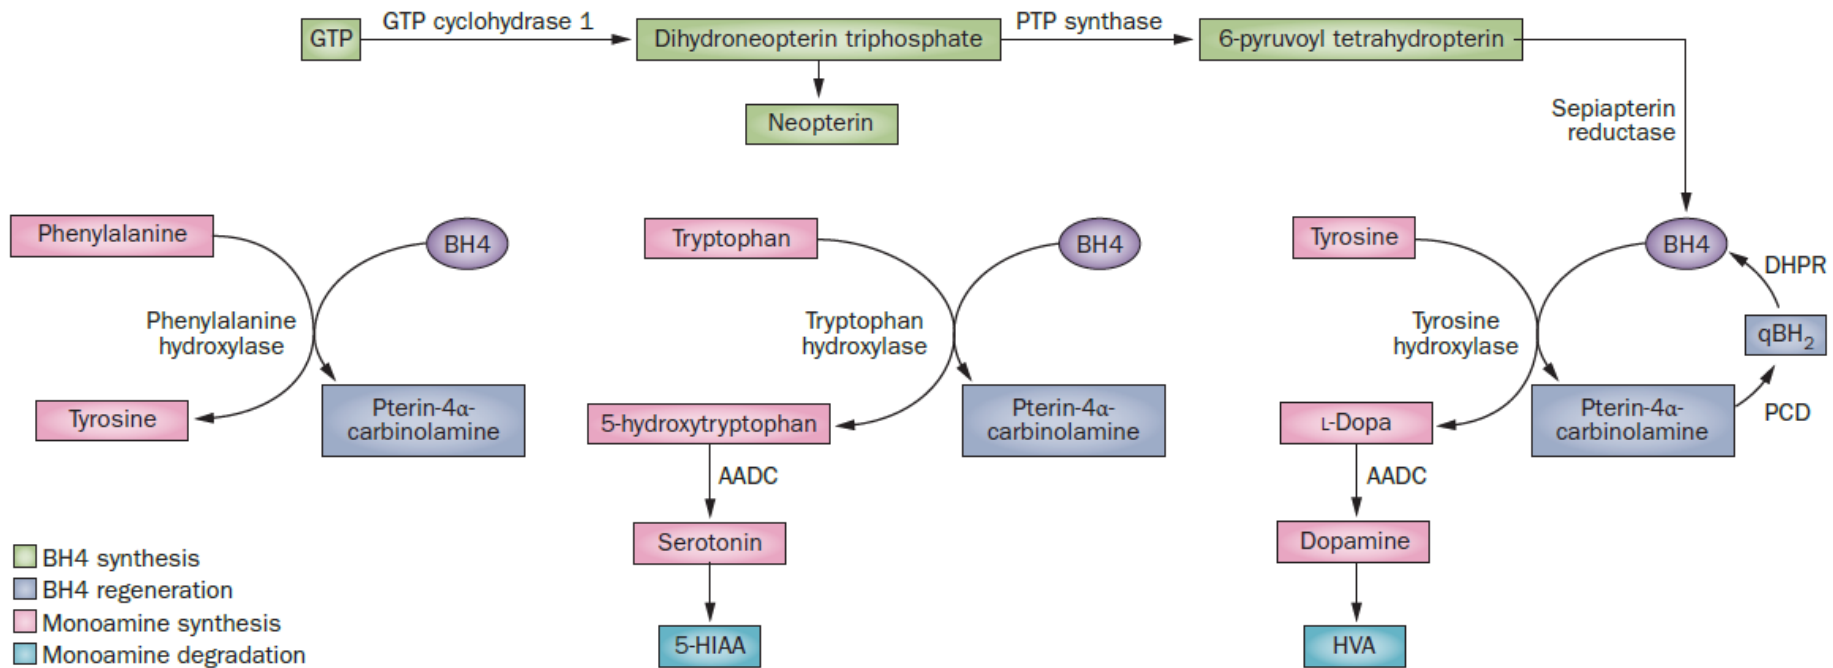 GTP
GTP cyclohydrase 1
Dihydroneopterin triphosphate
PTP synthase
6-pyruvoyl tetrahydropterin
Neopterin
Sepiapterin
reductase
Phenylalanine
BH4
Phenylalanine
hydroxylase
Tyrosine
Pterin-4α-
carbinolamine
Tryptophan
BH4
Tryptophan
hydroxylase
5-hydroxytryptophan
Pterin-4α-
carbinolamine
AADC
Serotonin
5-HIAA
Tyrosine
BH4
DHPR
Tyrosine
hydroxylase
qBH₂
L-Dopa
Pterin-4α-
carbinolamine
PCD
AADC
Dopamine
HVA
BH4 synthesis
BH4 regeneration
Monoamine synthesis
Monoamine degradation